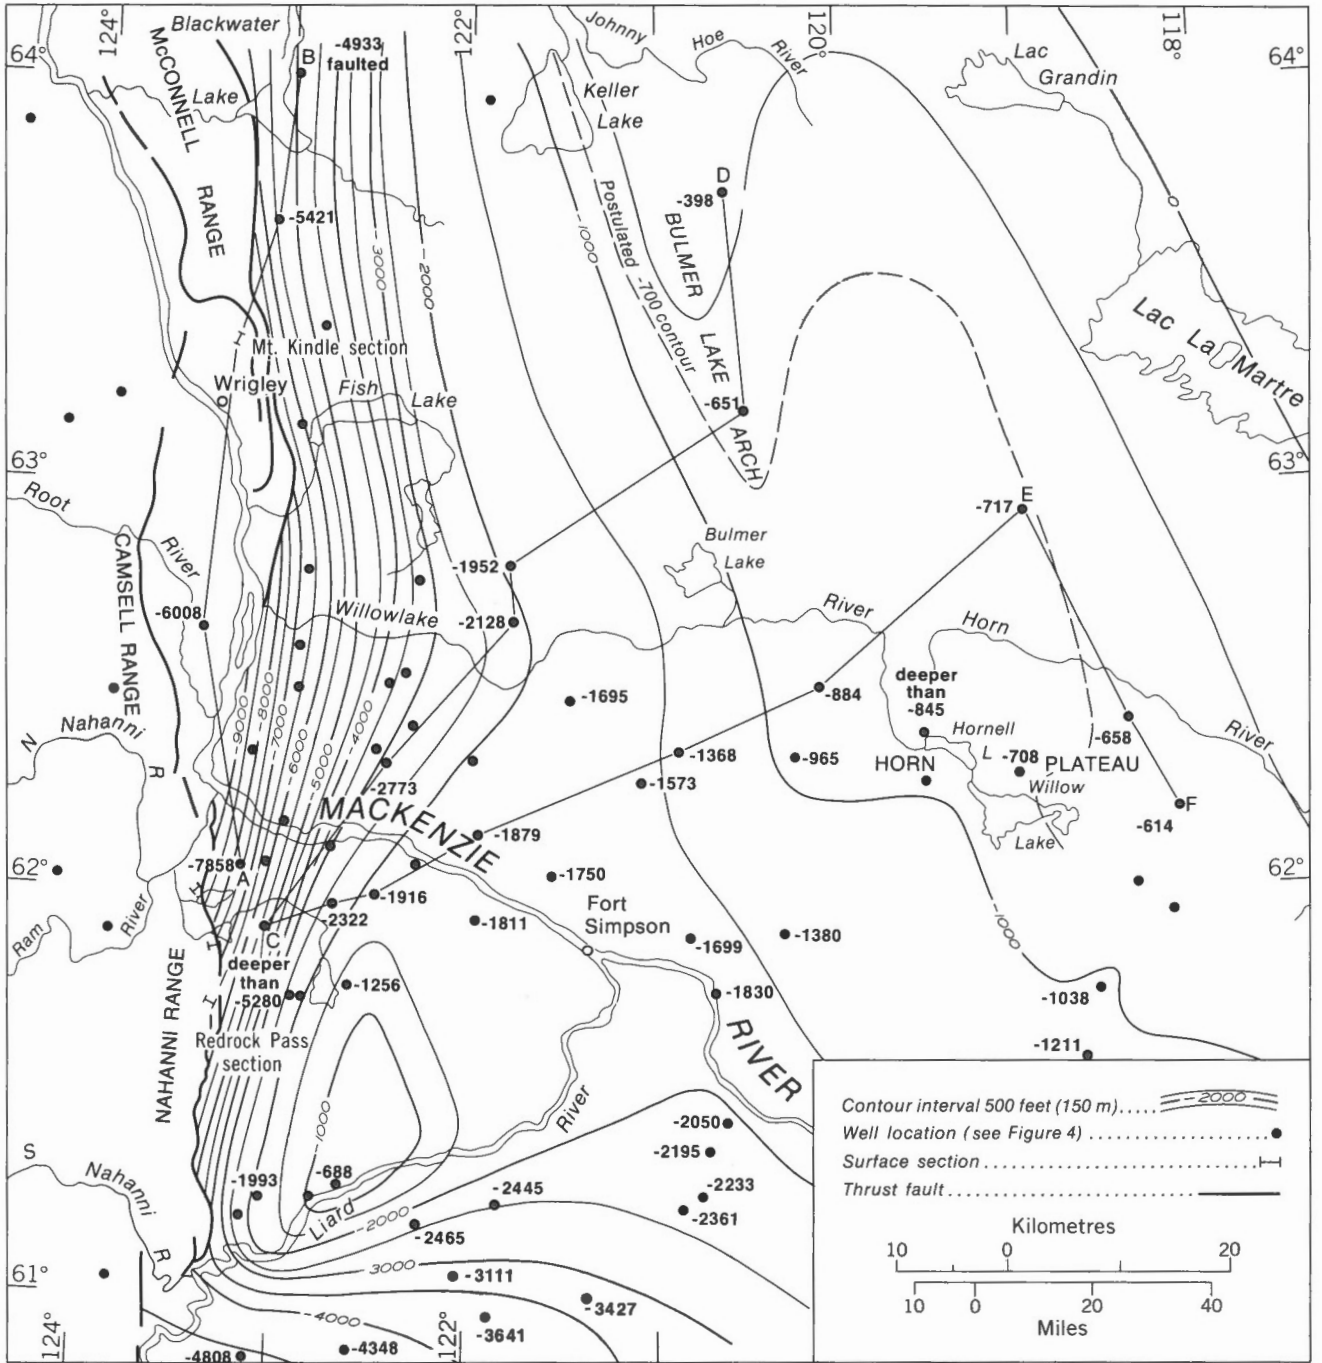 124°
122°
120°
118°
64°
64°
Blackwater
Lake
B
-4933
faulted
McCONNELL
RANGE
Johnny
Hoe
River
Keller
Lake
Lac
Grandin
D
-398
BULMER
LAKE
ARCH
Postulated -700 contour
-1000
-2000
-3000
0
-5421
Lac La Martre
Mt. Kindle section
Wrigley
Fish
Lake
-651
63°
63°
Root
River
CAMSELL RANGE
-717
E
Bulmer
Lake
-1952
-6008
Willowlake
River
-2128
Horn
River
-9000
-8000
-7000
-6000
-5000
-4000
-1695
-884
deeper
than
-845
Hornell
L
-658
N
Nahanni
R
-1368
-965
HORN
-708
PLATEAU
Willow
Lake
-1573
-2773
MACKENZIE
F
-614
-1879
62°
62°
-7858
A
-1750
-1916
Ram
River
-2322
Fort
Simpson
-1811
C
-1699
-1380
-1000
deeper
than
-5280
-1256
-1830
-1038
NAHANNI RANGE
Redrock Pass
section
RIVER
-1211
-1000
River
-2050
-2195
S
Nahanni
R
-1993
-688
Liard
-2000
-2445
-2465
-2233
-2361
61°
3000
-3111
-3427
-4000
-3641
-4348
-4808
124°
122°
Contour interval 500 feet (150 m).....
-2000
Well location (see Figure 4)
Surface section
Thrust fault
Kilometres
10 0 20
10 0 20 40
Miles